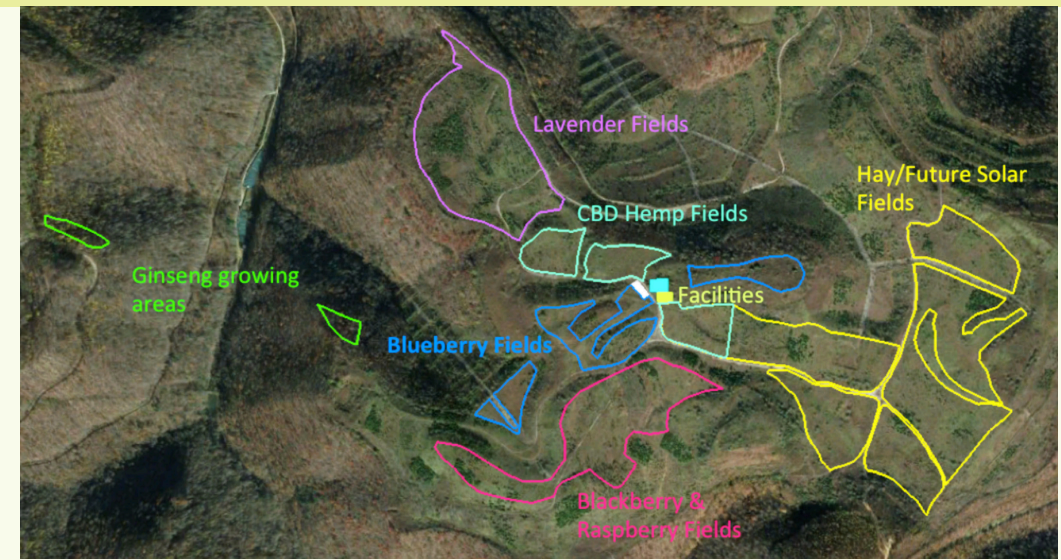 Lavender Fields
Hay/Future Solar
Fields
CBD Hemp Fields
Ginseng growing
areas
Facilities
Blueberry Fields
Blackberry &
Raspberry Fields